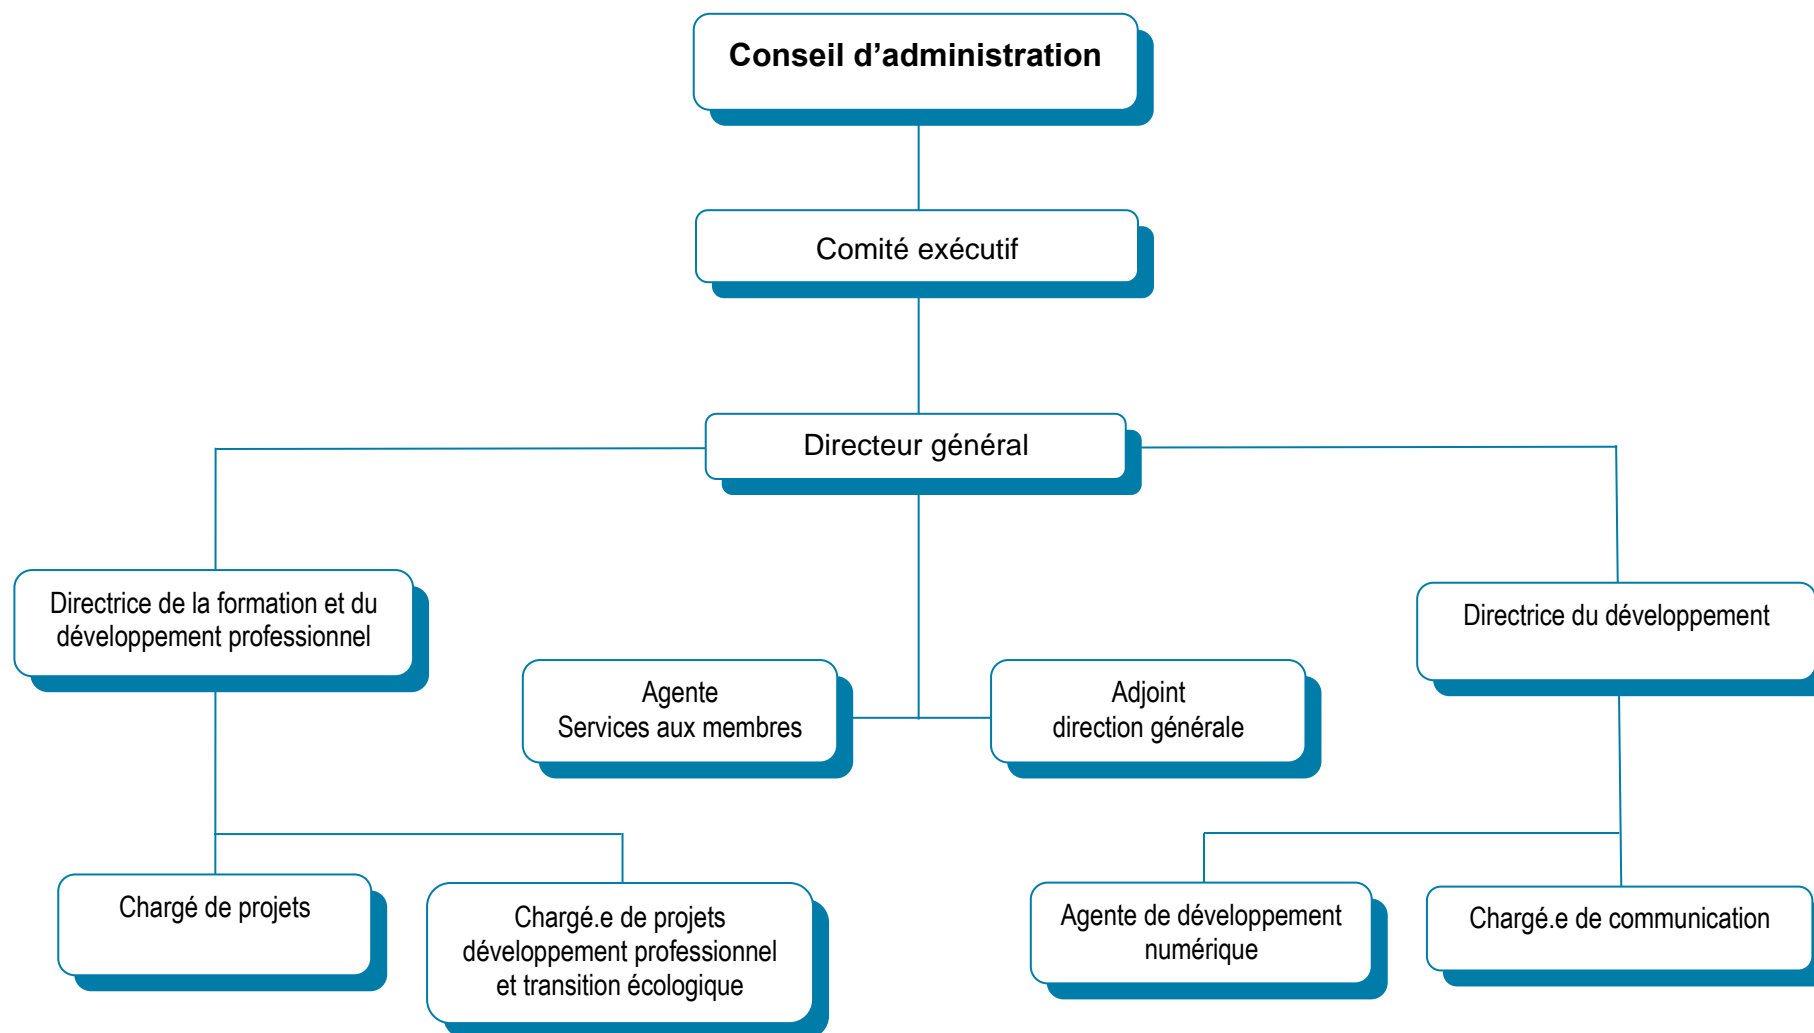 Conseil d’administration
Comité exécutif
Directeur général
Directrice de la formation et du
développement professionnel
Directrice du développement
Agente
Services aux membres
Adjoint
direction générale
Chargé de projets
Chargé.e de projets
développement professionnel
et transition écologique
Agente de développement
numérique
Chargé.e de communication